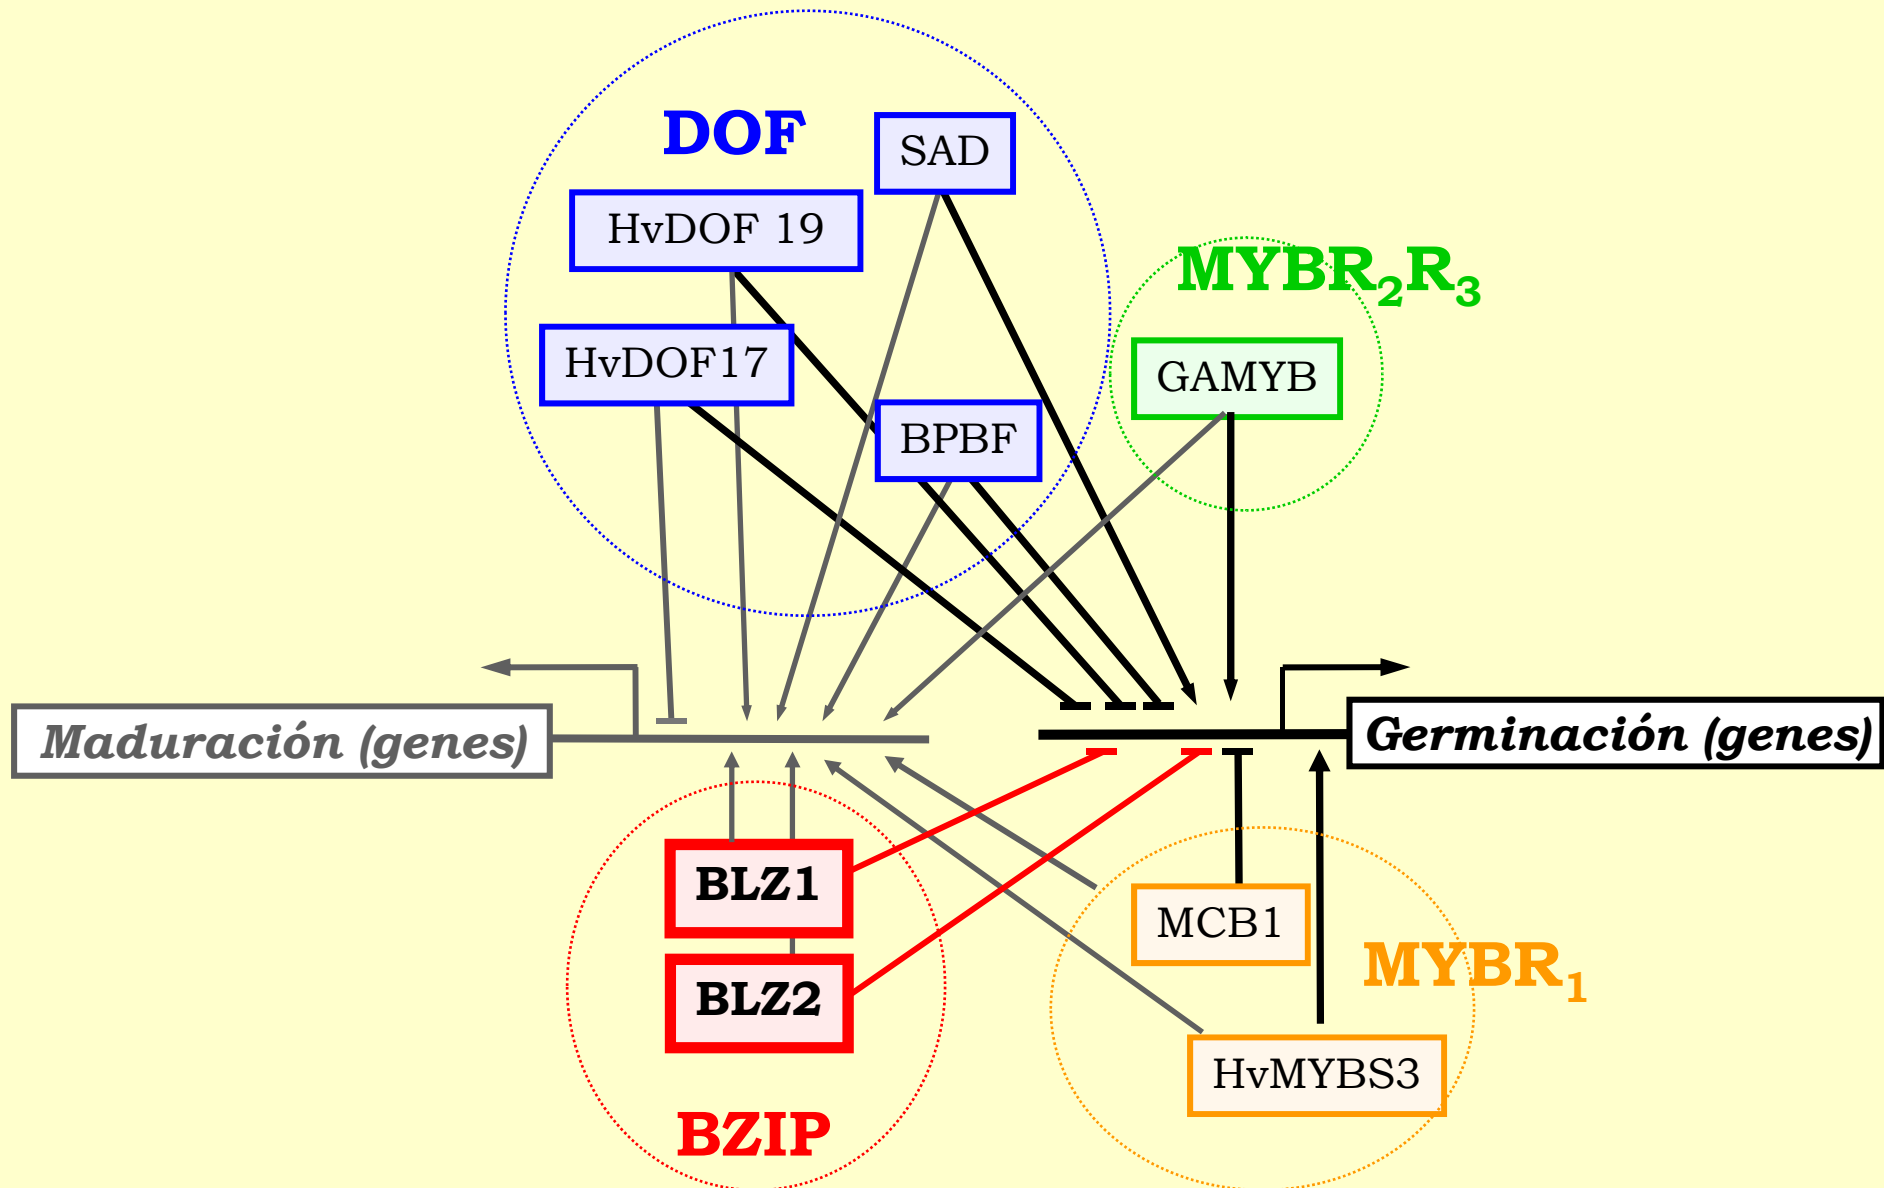 DOF
SAD
HvDOF 19
MYBR2R3
HvDOF17
GAMYB
BPBF
Maduración (genes)
Germinación (genes)
BLZ1
MCB1
MYBR1
BLZ2
HvMYBS3
BZIP